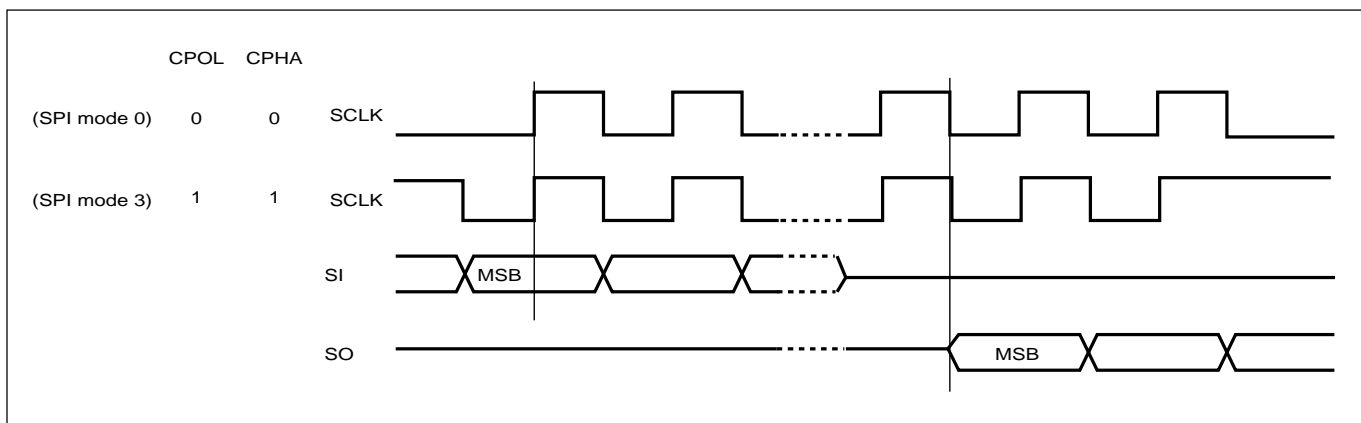 CPOL CPHA
(SPI mode 0) 0 0 SCLK
(SPI mode 3) 1 1 SCLK
SI MSB
SO MSB